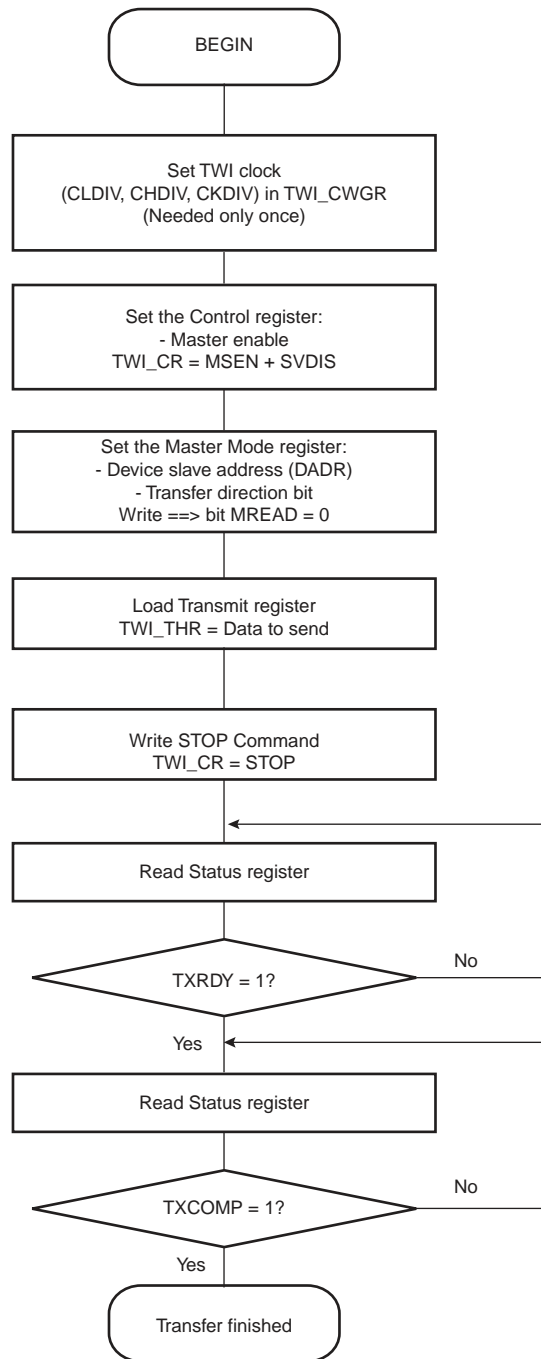 BEGIN
Set TWI clock
(CLDIV, CHDIV, CKDIV) in TWI_CWGR
(Needed only once)
Set the Control register:
- Master enable
TWI_CR = MSEN + SVDIS
Set the Master Mode register:
- Device slave address (DADR)
- Transfer direction bit
Write ==> bit MREAD = 0
Load Transmit register
TWI_THR = Data to send
Write STOP Command
TWI_CR = STOP
Read Status register
TXRDY = 1?
No
Yes
Read Status register
TXCOMP = 1?
No
Yes
Transfer finished